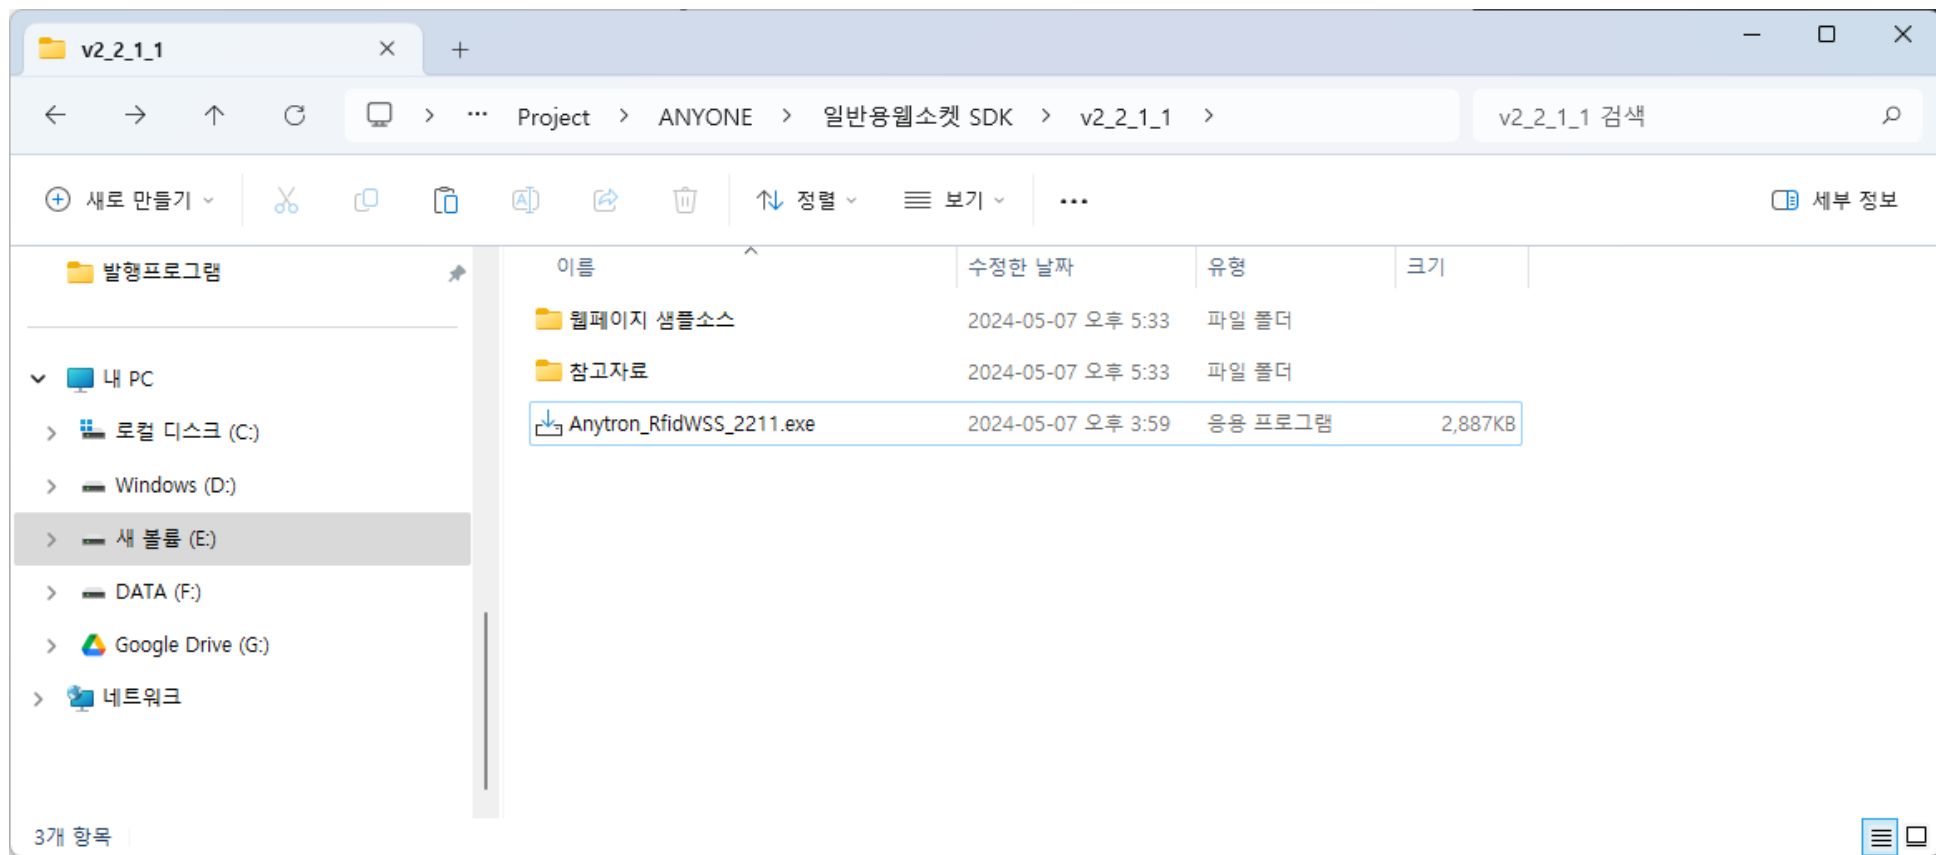 v2_2_1_1
Project > ANYONE > 일반용웹소켓 SDK > v2_2_1_1 >
v2_2_1_1 검색
새로 만들기
정렬
보기
세부 정보
발행프로그램
내 PC
로컬 디스크 (C:)
Windows (D:)
새 볼륨 (E:)
DATA (F:)
Google Drive (G:)
네트워크
이름 수정한 날짜 유형 크기
웹페이지 샘플소스 2024-05-07 오후 5:33 파일 폴더
참고자료 2024-05-07 오후 5:33 파일 폴더
Anytron_RfidWSS_2211.exe 2024-05-07 오후 3:59 응용 프로그램 2,887KB
3개 항목